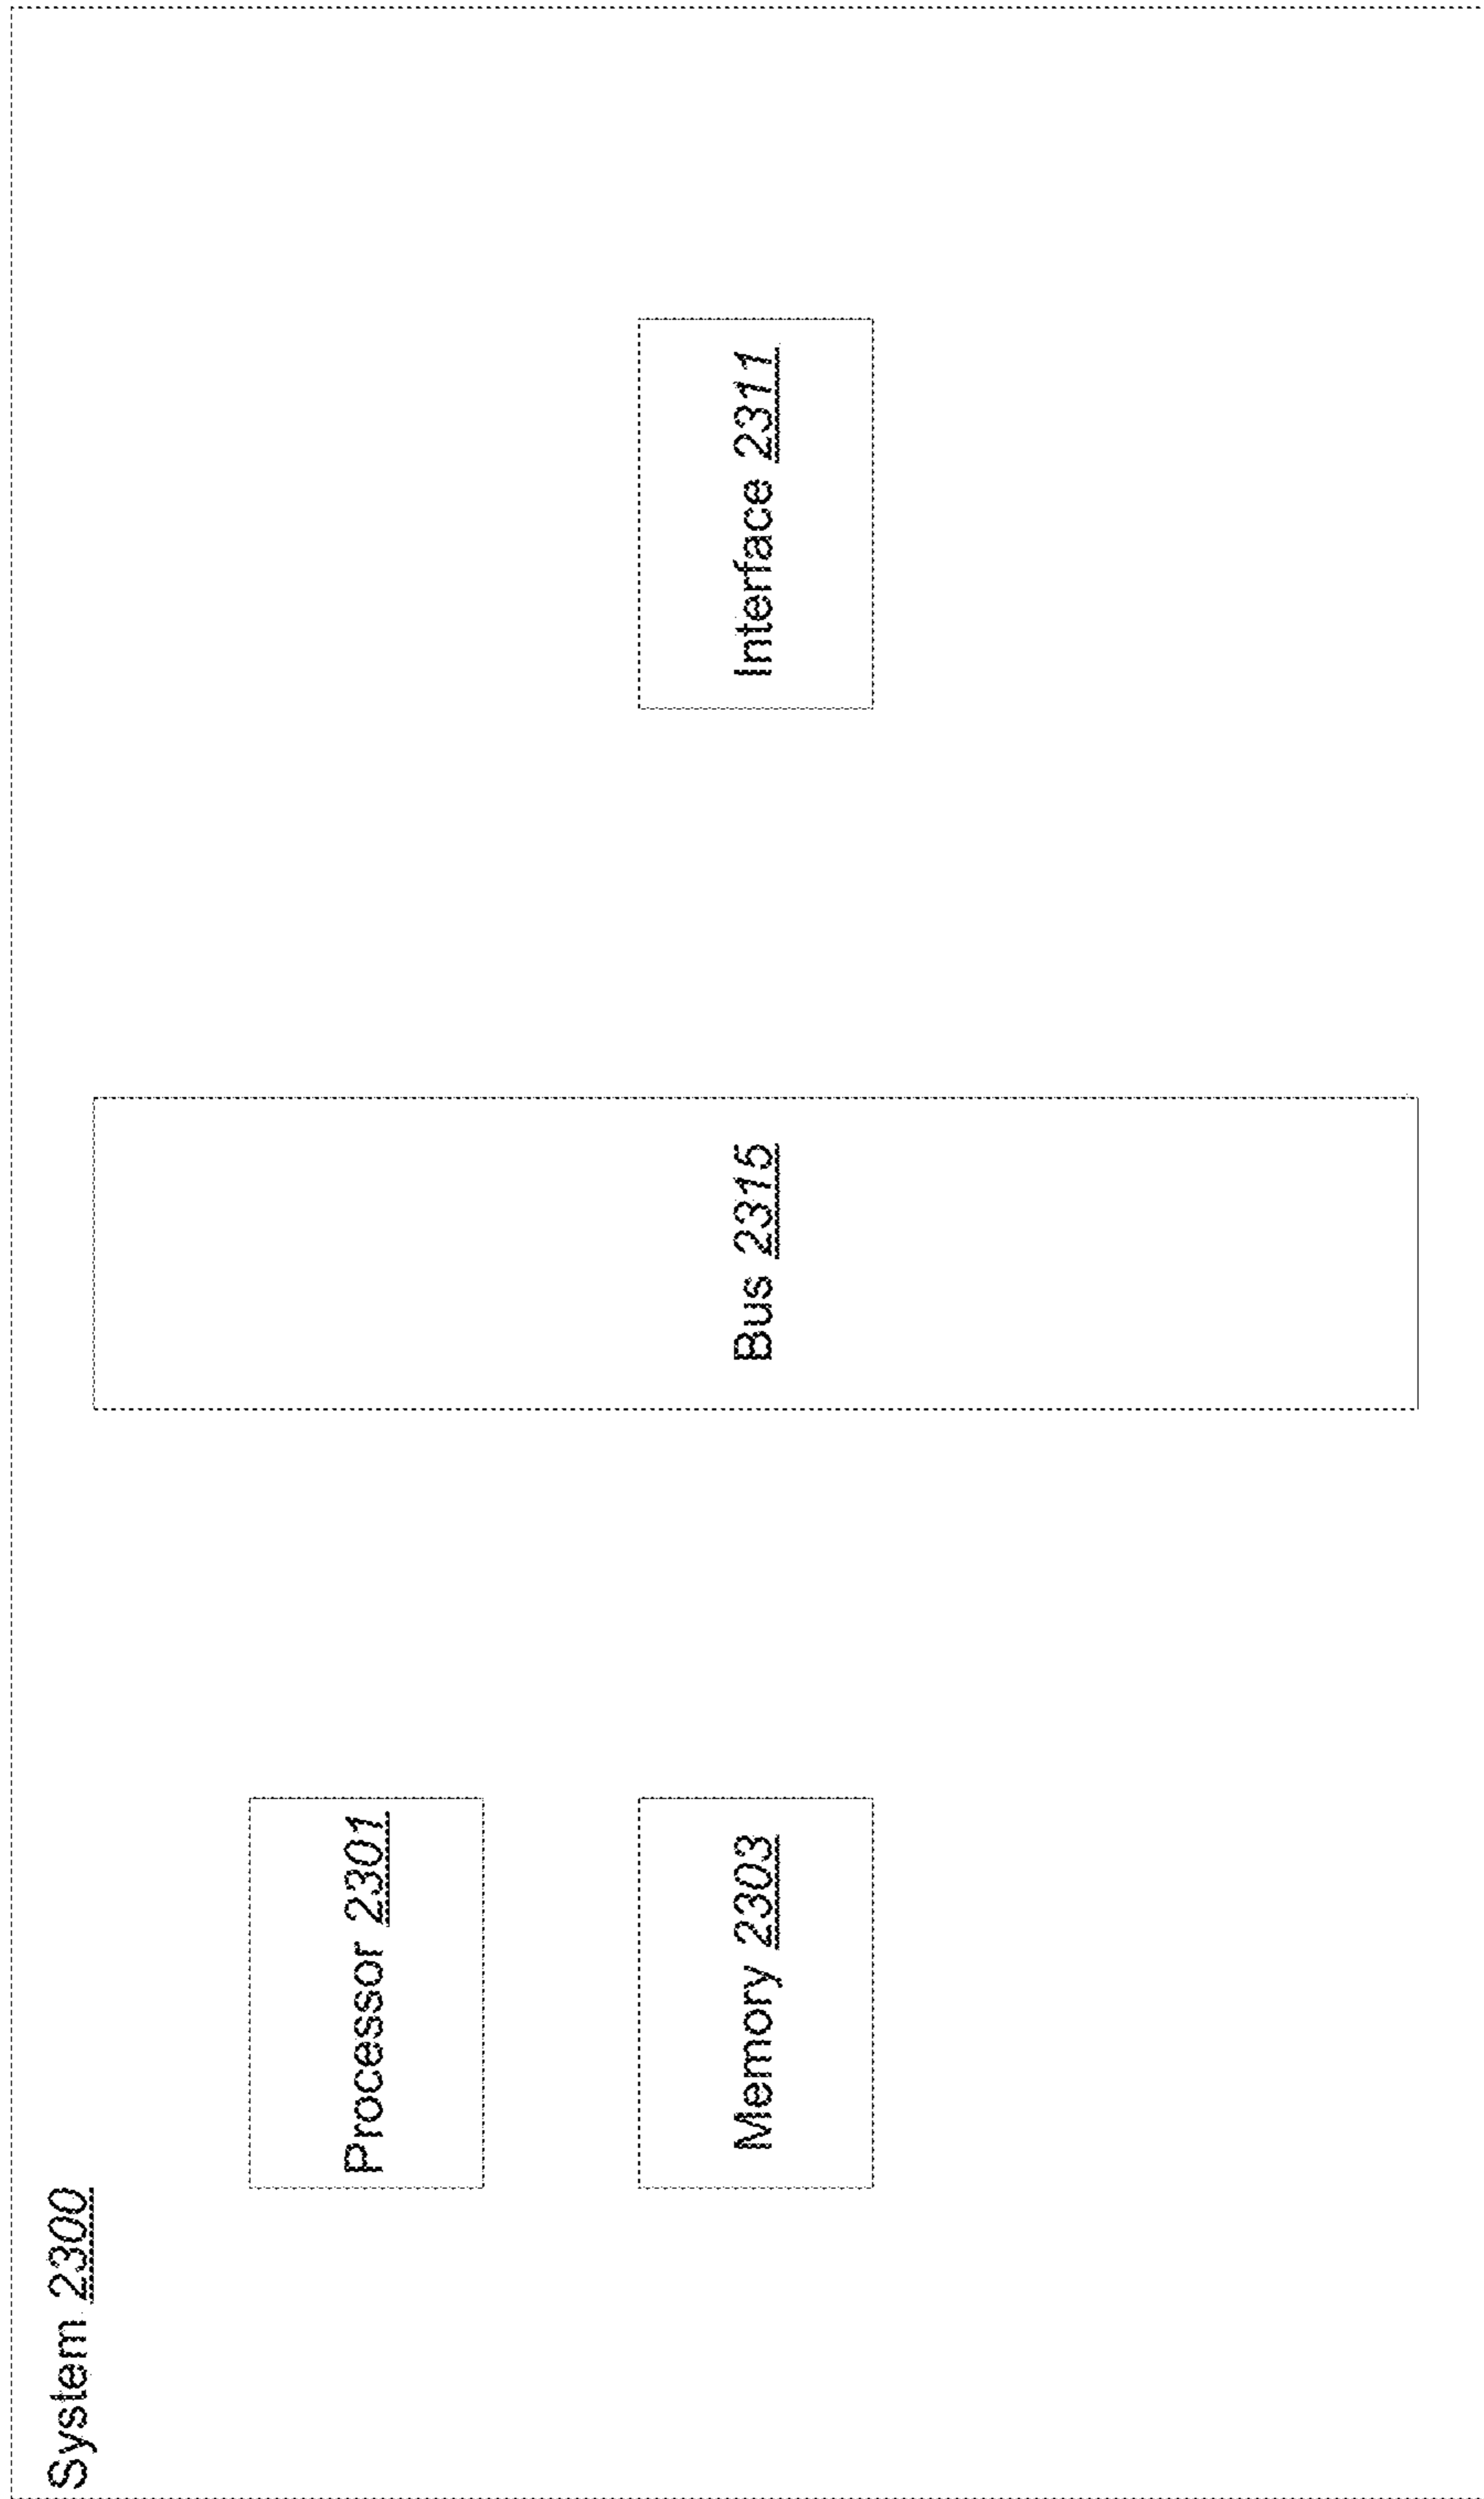 System 2300
Processor 2301
Memory 2303
Bus 2315
Interface 2311